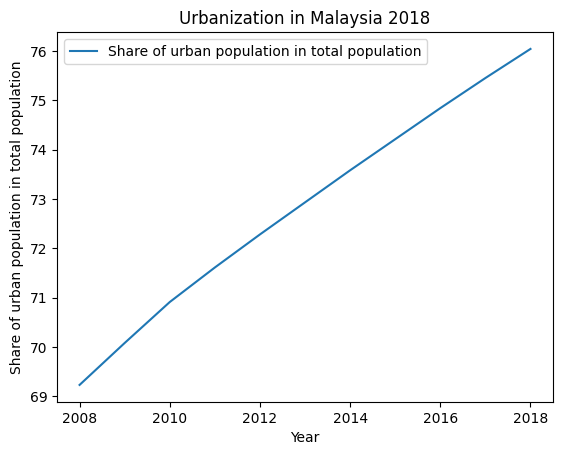 Urbanization in Malaysia 2018
Share of urban population in total population
Share of urban population in total population
76
75
74
73
72
71
70
69
2008 2010 2012 2014 2016 2018
Year